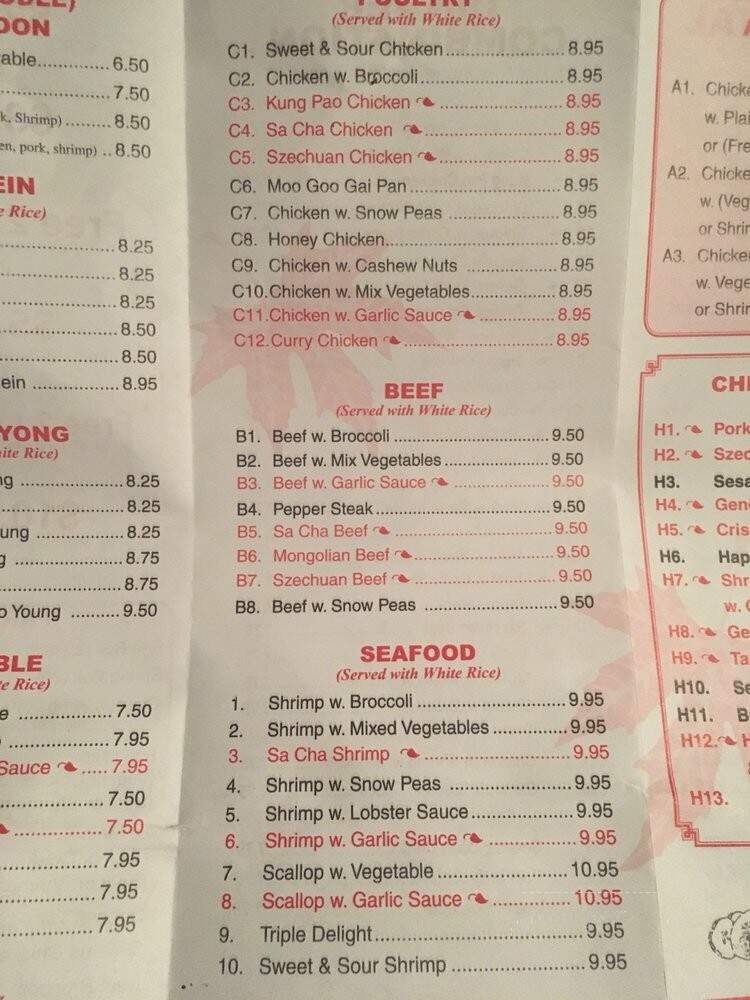 ODLE)
OON
able..............6.50
..................7.50
k, Shrimp) .........8.50
en, pork, shrimp) ..8.50
EIN
e Rice)
..................8.25
..................8.25
..................8.25
..................8.50
..................8.50
ein ...............8.95
YONG
ite Rice)
ng .................8.25
..................8.25
ung ...............8.25
g .................8.75
..................8.75
o Young ..........9.50
BLE
e Rice)
e ..................7.50
..................7.95
Sauce .....7.95
..................7.50
..................7.50
..................7.95
..................7.95
..................7.95
POULTRY
(Served with White Rice)
C1. Sweet & Sour Chicken.......................8.95
C2. Chicken w. Broccoli...........................8.95
C3. Kung Pao Chicken .......................8.95
C4. Sa Cha Chicken ..........................8.95
C5. Szechuan Chicken .......................8.95
C6. Moo Goo Gai Pan.............................8.95
C7. Chicken w. Snow Peas .....................8.95
C8. Honey Chicken.................................8.95
C9. Chicken w. Cashew Nuts .................8.95
C10.Chicken w. Mix Vegetables................8.95
C11.Chicken w. Garlic Sauce ..............8.95
C12.Curry Chicken .............................8.95
BEEF
(Served with White Rice)
B1. Beef w. Broccoli ..............................9.50
B2. Beef w. Mix Vegetables.....................9.50
B3. Beef w. Garlic Sauce ...................9.50
B4. Pepper Steak..................................9.50
B5. Sa Cha Beef ...............................9.50
B6. Mongolian Beef...........................9.50
B7. Szechuan Beef ...........................9.50
B8. Beef w. Snow Peas .........................9.50
SEAFOOD
(Served with White Rice)
1. Shrimp w. Broccoli .............................9.95
2. Shrimp w. Mixed Vegetables ...............9.95
3. Sa Cha Shrimp ...........................9.95
4. Shrimp w. Snow Peas .......................9.95
5. Shrimp w. Lobster Sauce....................9.95
6. Shrimp w. Garlic Sauce .................9.95
7. Scallop w. Vegetable.........................10.95
8. Scallop w. Garlic Sauce ...............10.95
9. Triple Delight....................................9.95
10. Sweet & Sour Shrimp .......................9.95
A1. Chicke
w. Plai
or (Fre
A2. Chicke
w. (Veg
or Shrir
A3. Chicke
w. Vege
or Shrir
CHI
H1. Pork
H2. Szec
H3. Sesa
H4. Gene
H5. Cris
H6. Hap
H7. Shr
w. C
H8. Ge
H9. Ta
H10. Se
H11. B
H12. H
H13.